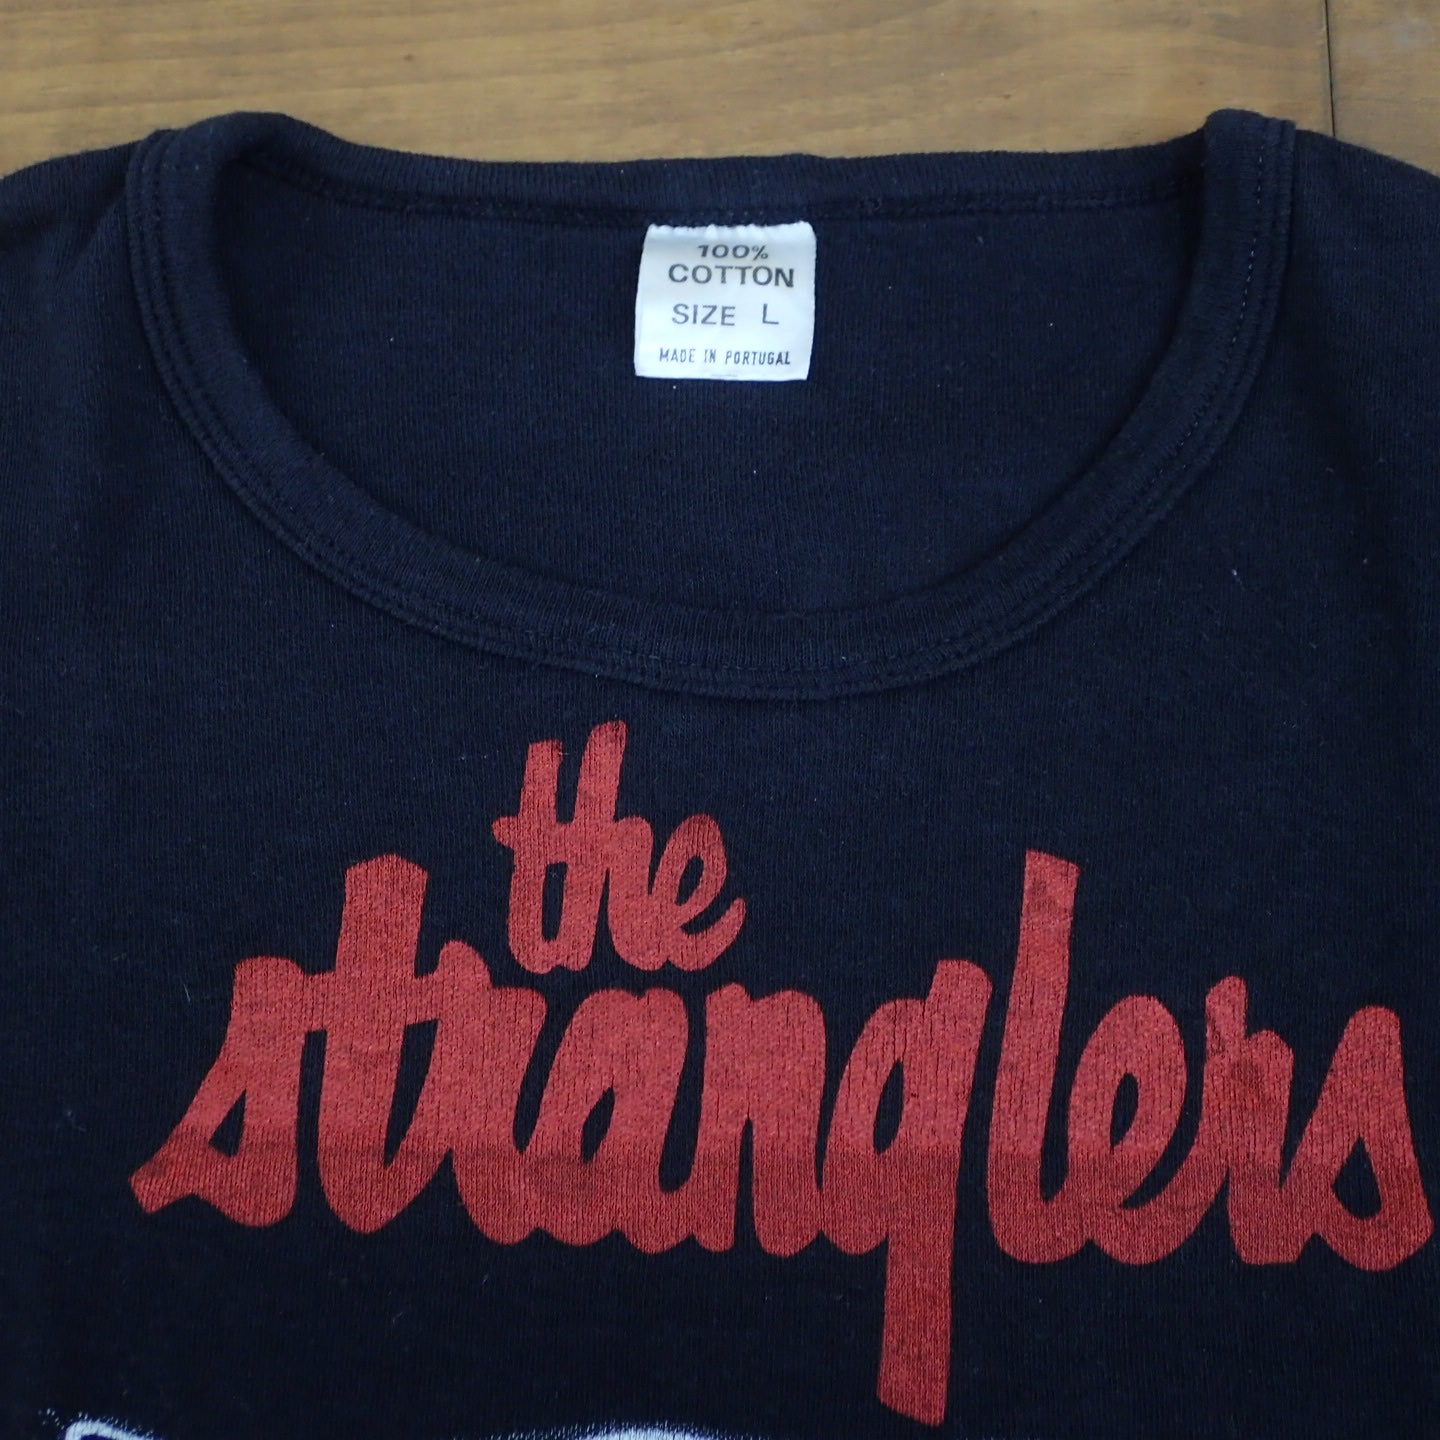 100%
COTTON
SIZE L
MADE IN PORTUGAL
the
stranglers